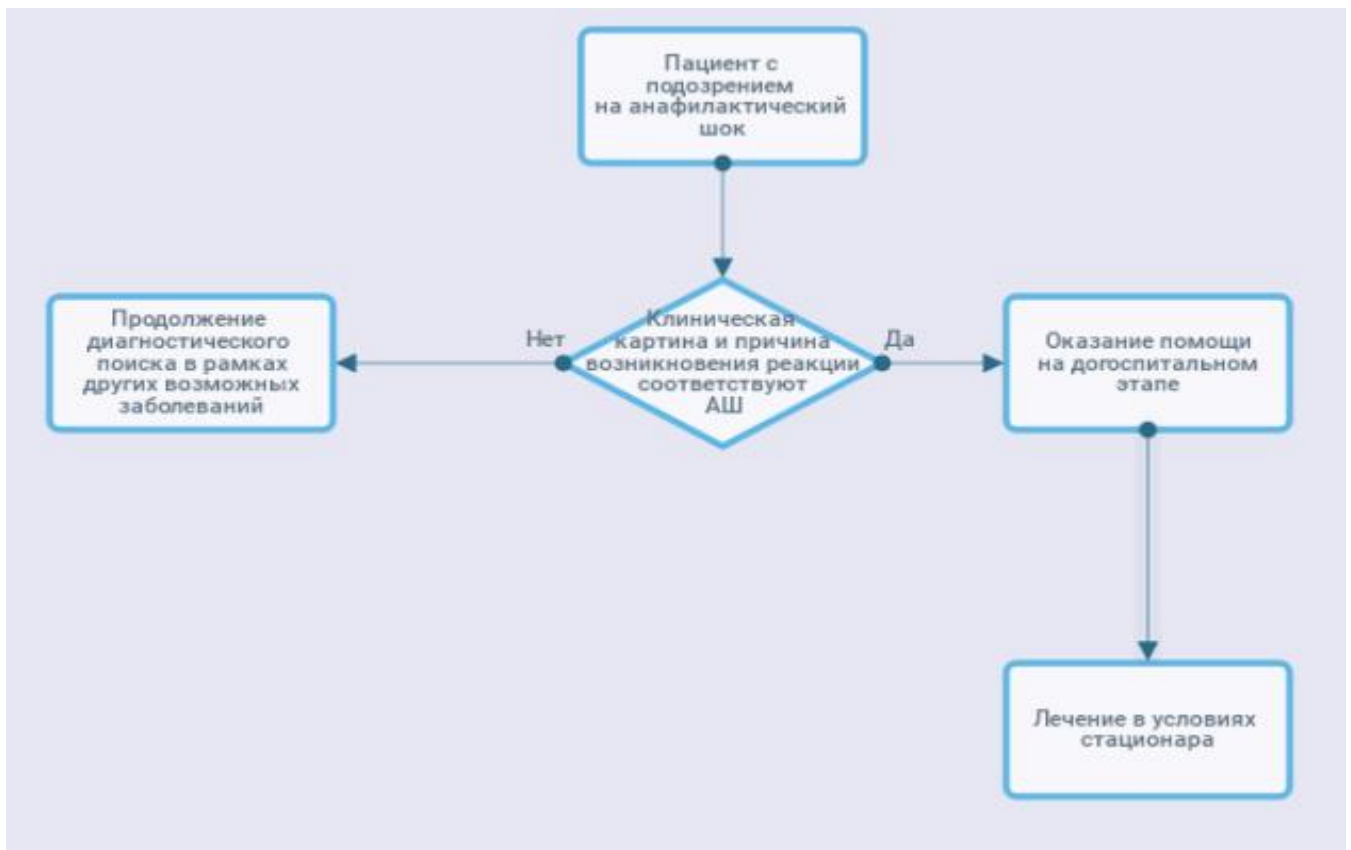 Пациент с
подозрением
на анафилактический
шок
Продолжение
диагностического
поиска в рамках
других возможных
заболеваний
Нет
Клиническая
картина и причина
возникновения реакции
соответствуют
АШ
Да
Оказание помощи
на догоспитальном
этапе
Лечение в условиях
стационара